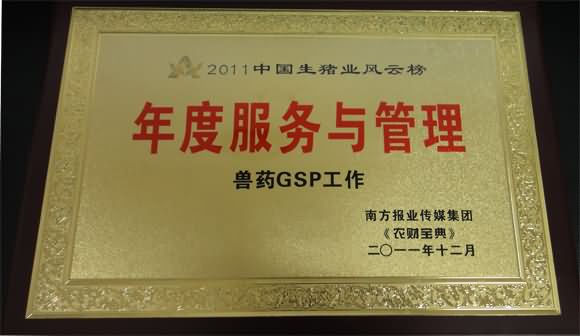 2011中国生猪业风云榜
年度服务与管理
兽药GSP工作
南方报业传媒集团
《农财宝典》
二〇一一年十二月